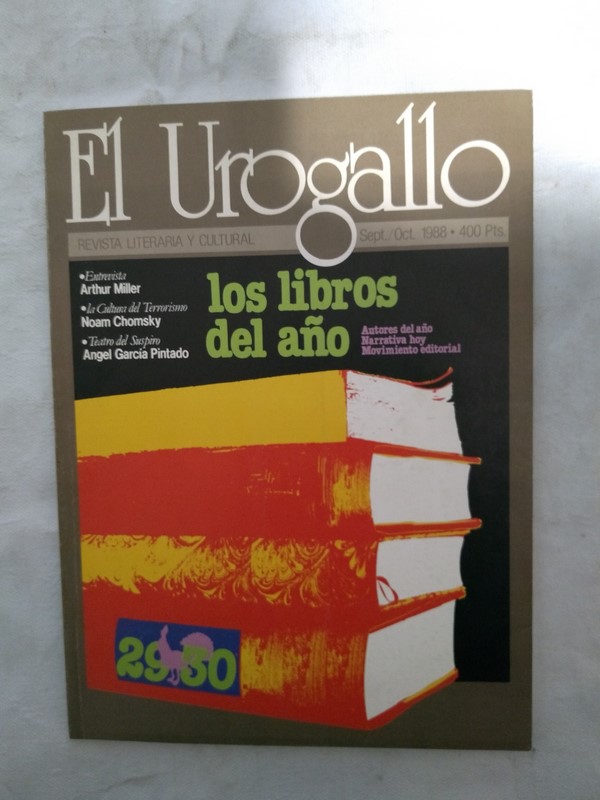 El Urogallo
REVISTA LITERARIA Y CULTURAL
Sept./Oct. 1988 • 400 Pts.
•Entrevista
Arthur Miller
•la Cultura del Terrorismo
Noam Chomsky
•Teatro del Suspiro
Angel García Pintado
los libros
del año
Autores del año
Narrativa hoy
Movimiento editorial
29 30